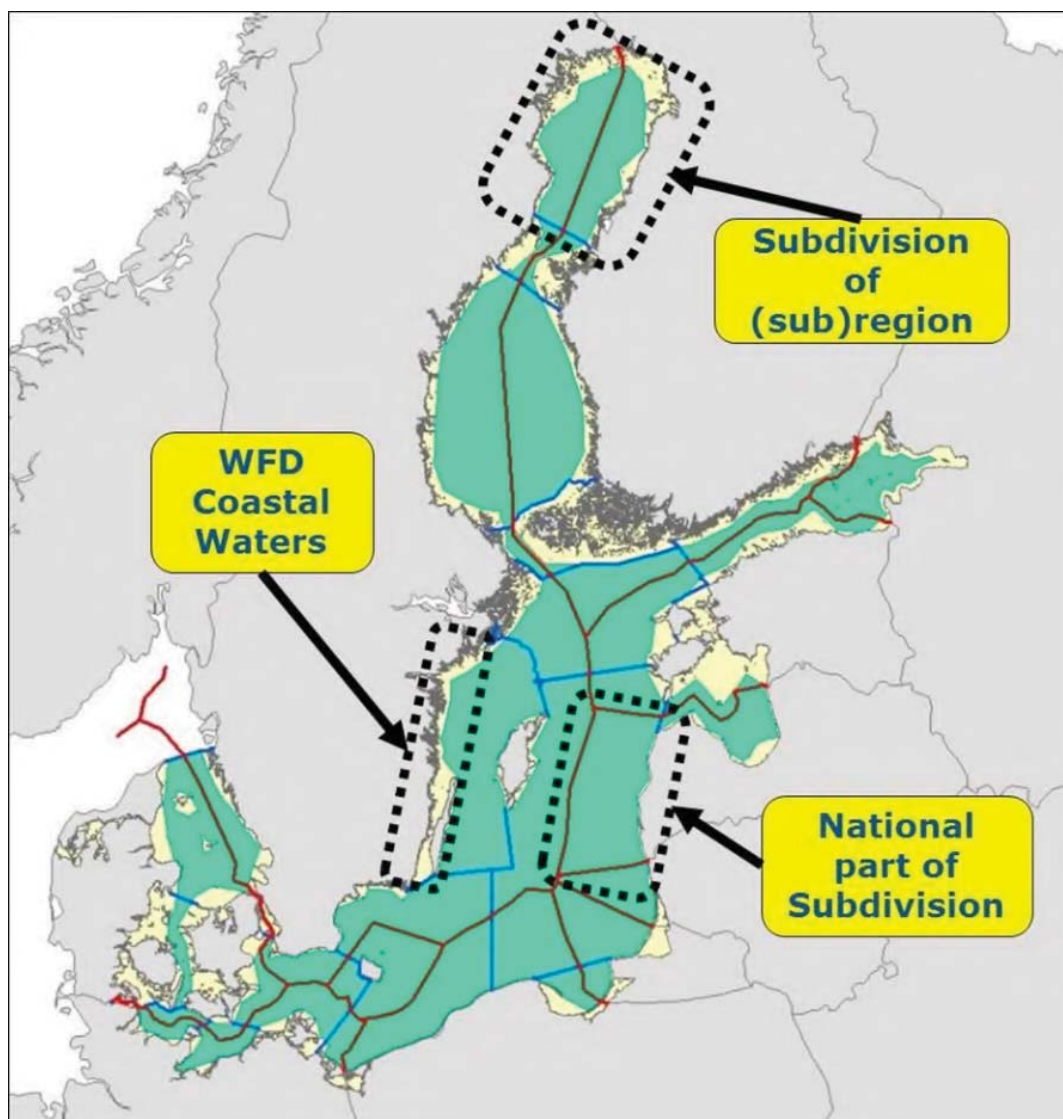 Subdivision
of
(sub)region
WFD
Coastal
Waters
National
part of
Subdivision